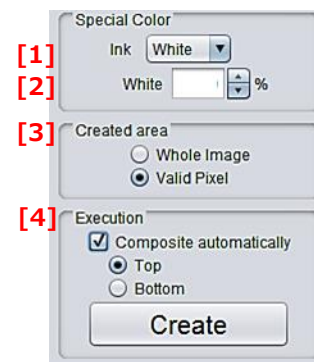 Special Color
[1] Ink White
[2] White %
[3] Created area
Whole Image
Valid Pixel
[4] Execution
Composite automatically
Top
Bottom
Create